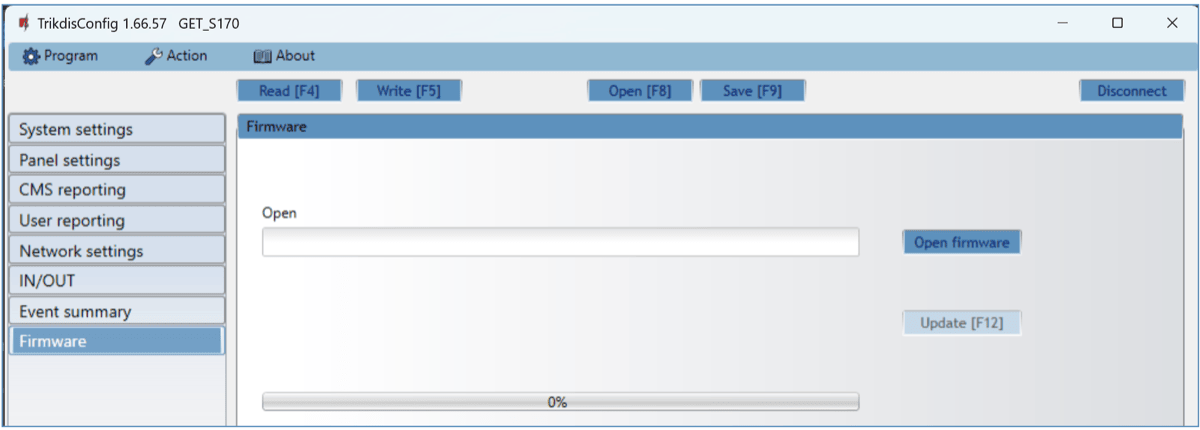 TrikdisConfig 1.66.57 GET_S170
Program Action About
Read [F4] Write [F5] Open [F8] Save [F9] Disconnect
System settings
Panel settings
CMS reporting
User reporting
Network settings
IN/OUT
Event summary
Firmware
Firmware
Open
Open firmware
Update [F12]
0%